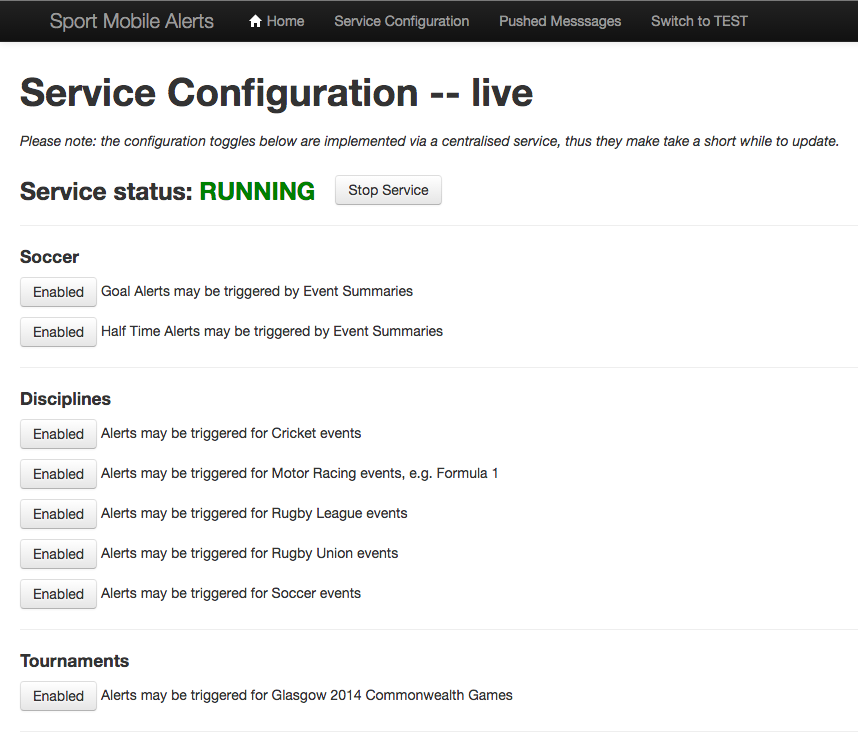 Sport Mobile Alerts Home Service Configuration Pushed Messsages Switch to TEST
Service Configuration -- live
Please note: the configuration toggles below are implemented via a centralised service, thus they make take a short while to update.
Service status: RUNNING Stop Service
Soccer
Enabled Goal Alerts may be triggered by Event Summaries
Enabled Half Time Alerts may be triggered by Event Summaries
Disciplines
Enabled Alerts may be triggered for Cricket events
Enabled Alerts may be triggered for Motor Racing events, e.g. Formula 1
Enabled Alerts may be triggered for Rugby League events
Enabled Alerts may be triggered for Rugby Union events
Enabled Alerts may be triggered for Soccer events
Tournaments
Enabled Alerts may be triggered for Glasgow 2014 Commonwealth Games